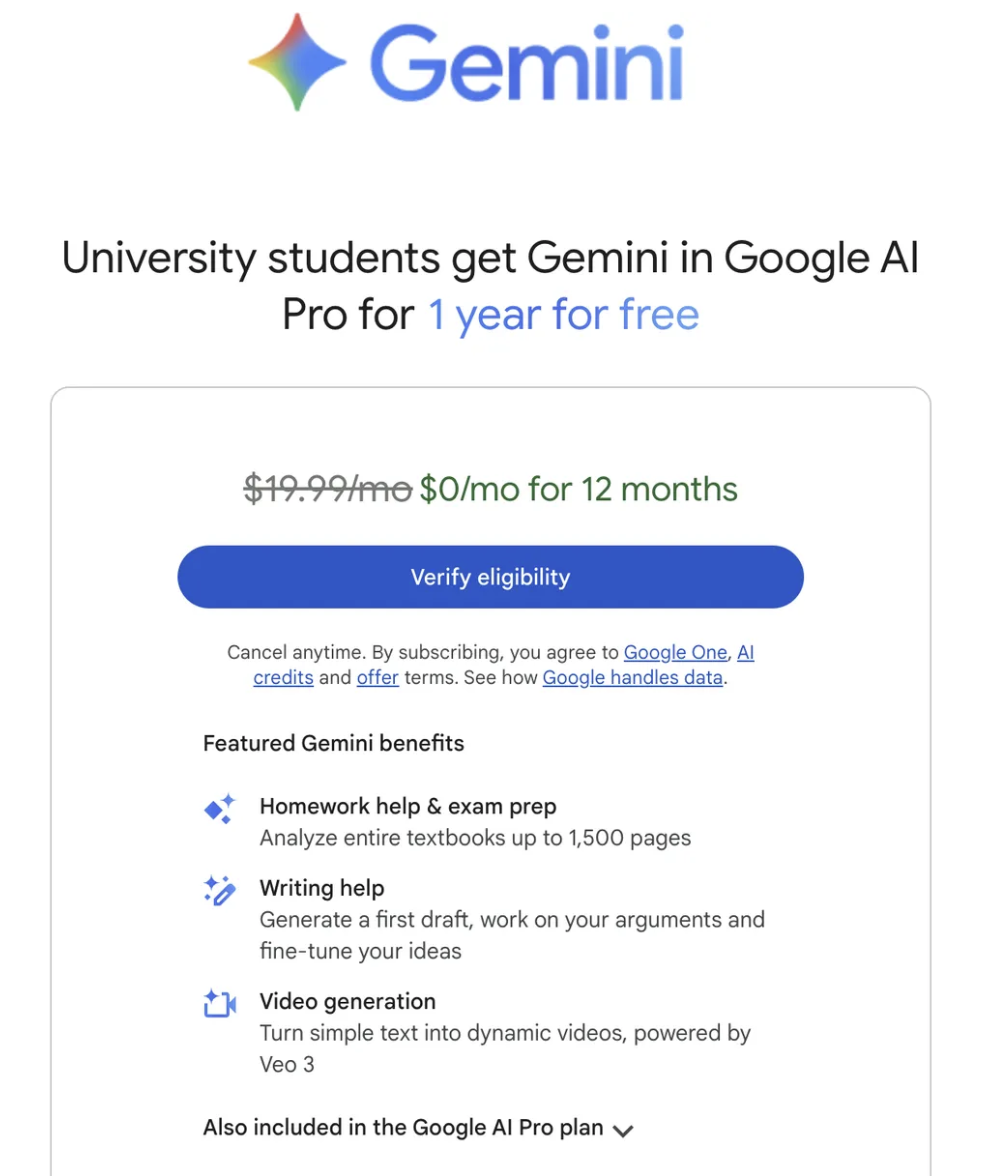 Gemini
University students get Gemini in Google AI
Pro for 1 year for free
$19.99/mo $0/mo for 12 months
Verify eligibility
Cancel anytime. By subscribing, you agree to Google One, AI
credits and offer terms. See how Google handles data.
Featured Gemini benefits
Homework help & exam prep
Analyze entire textbooks up to 1,500 pages
Writing help
Generate a first draft, work on your arguments and
fine-tune your ideas
Video generation
Turn simple text into dynamic videos, powered by
Veo 3
Also included in the Google AI Pro plan